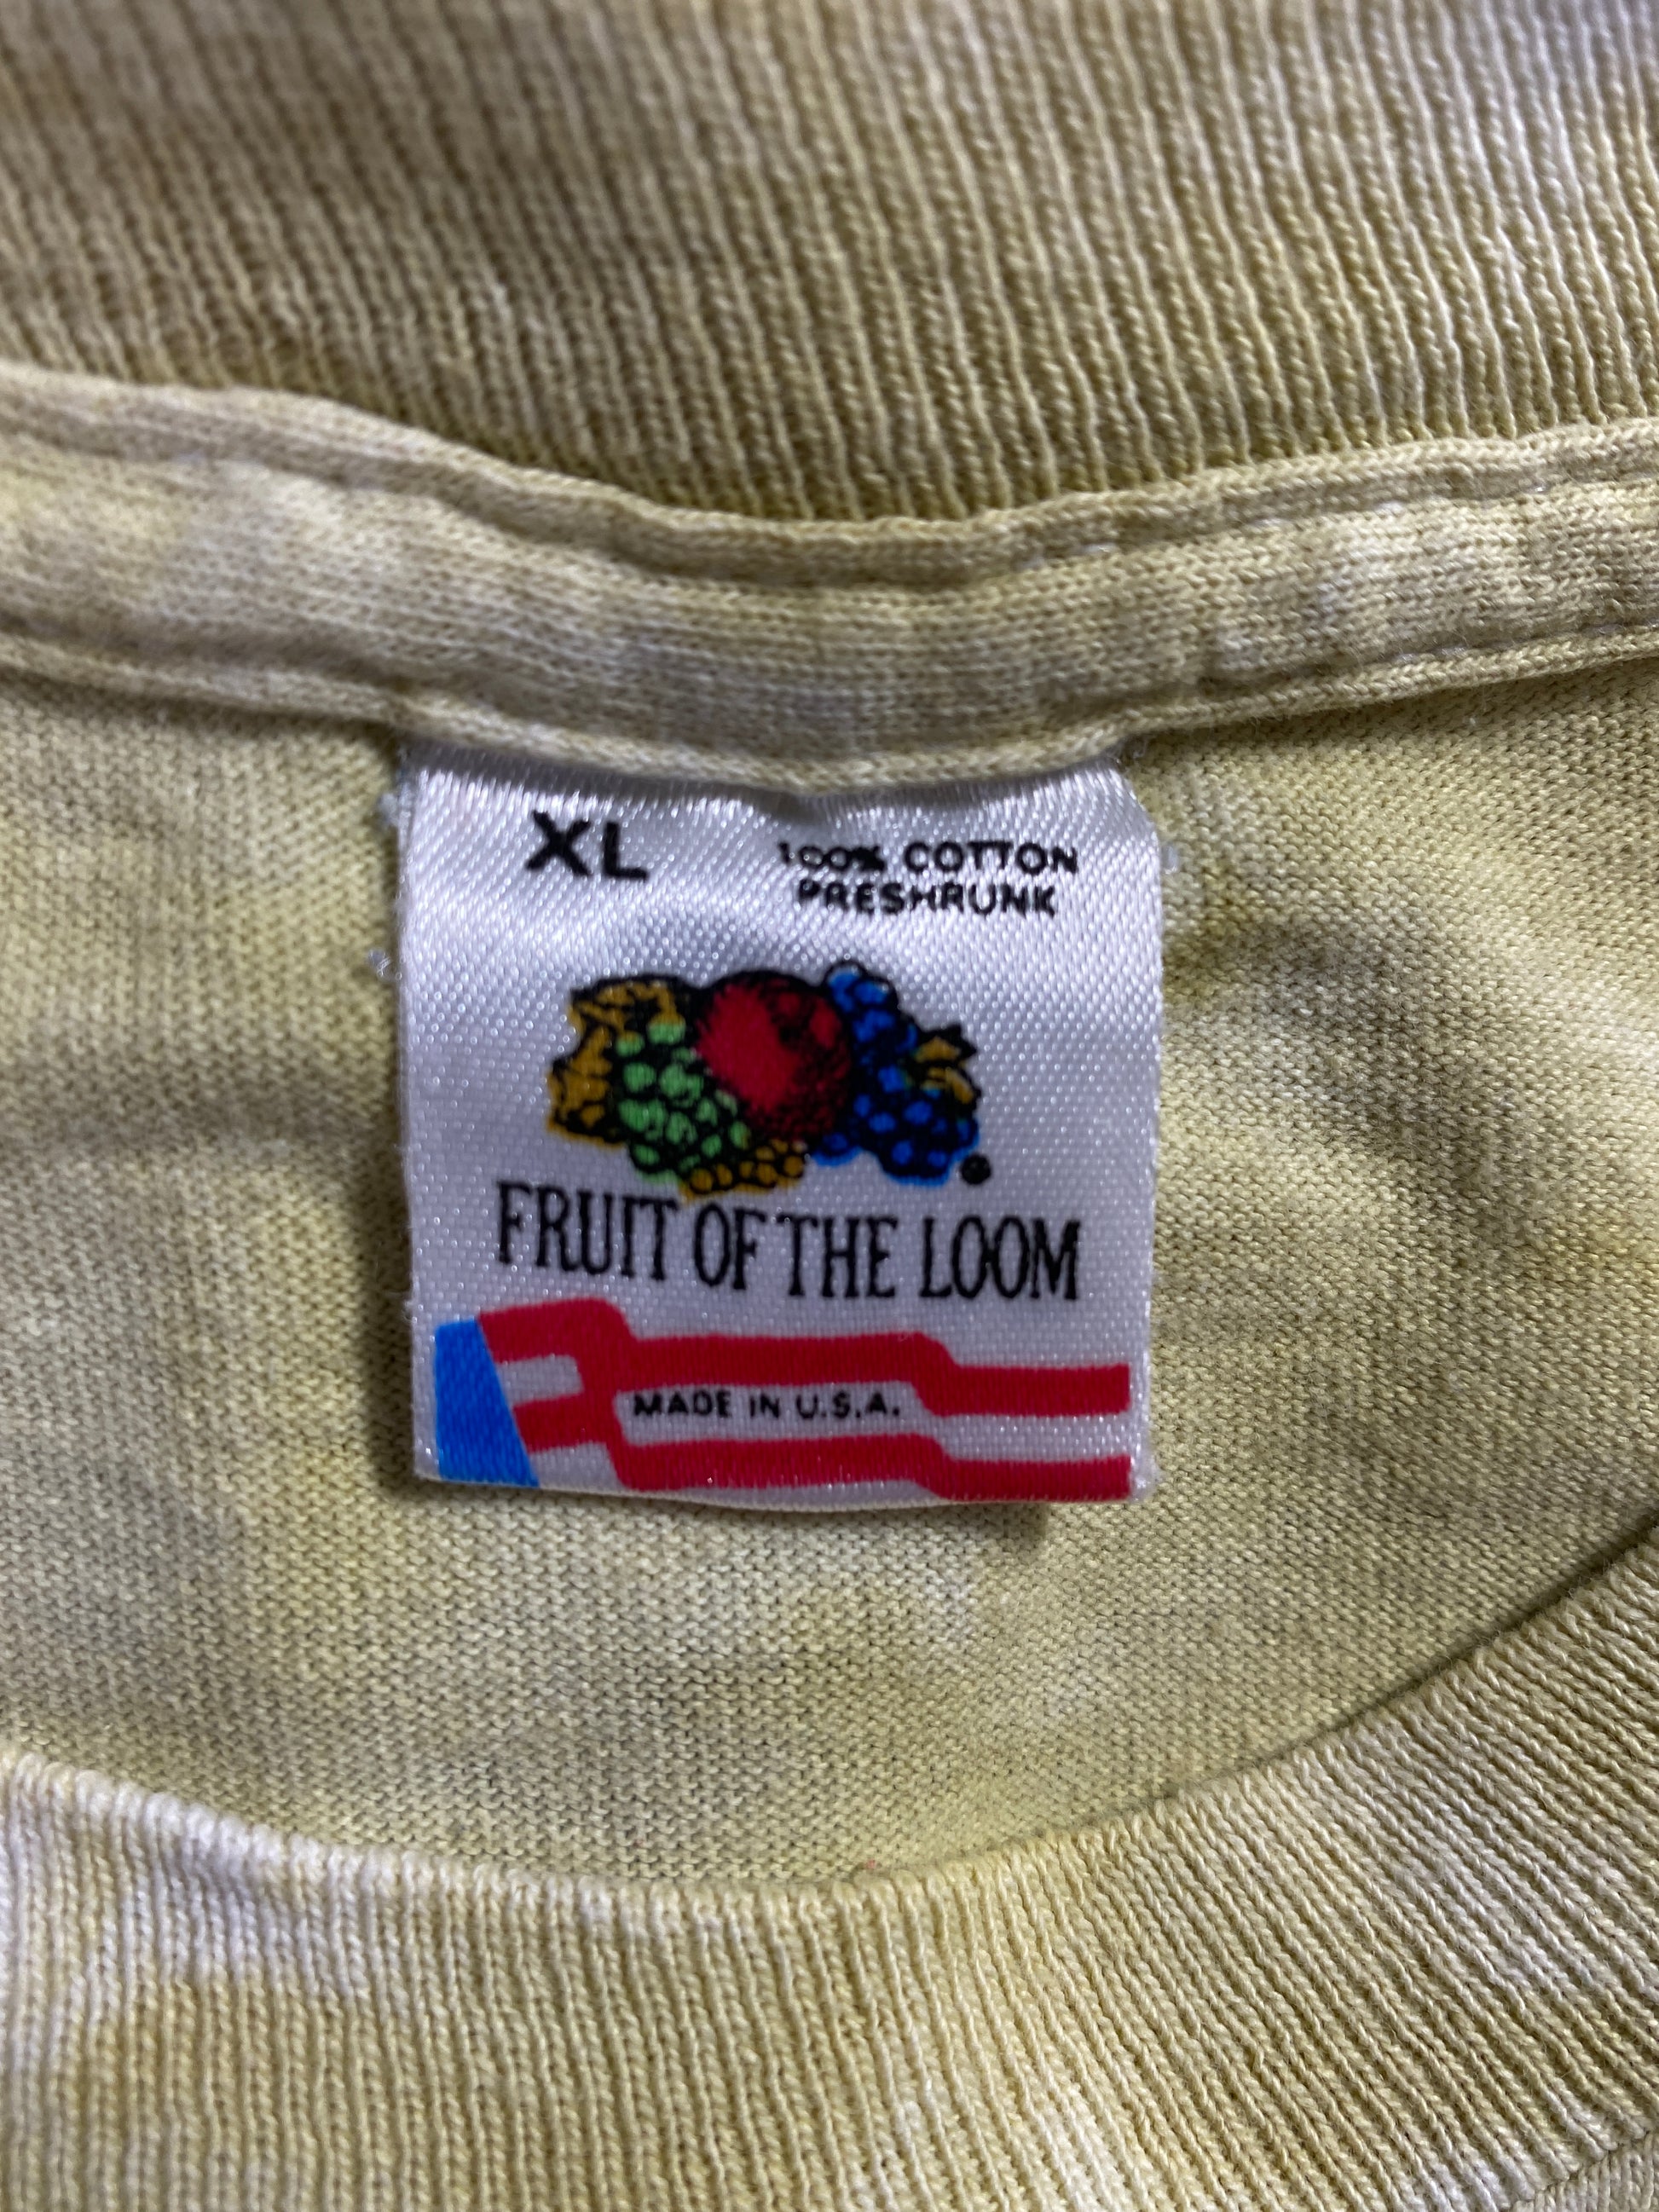 XL
100% COTTON
PRESHRUNK
FRUIT OF THE LOOM
MADE IN U.S.A.